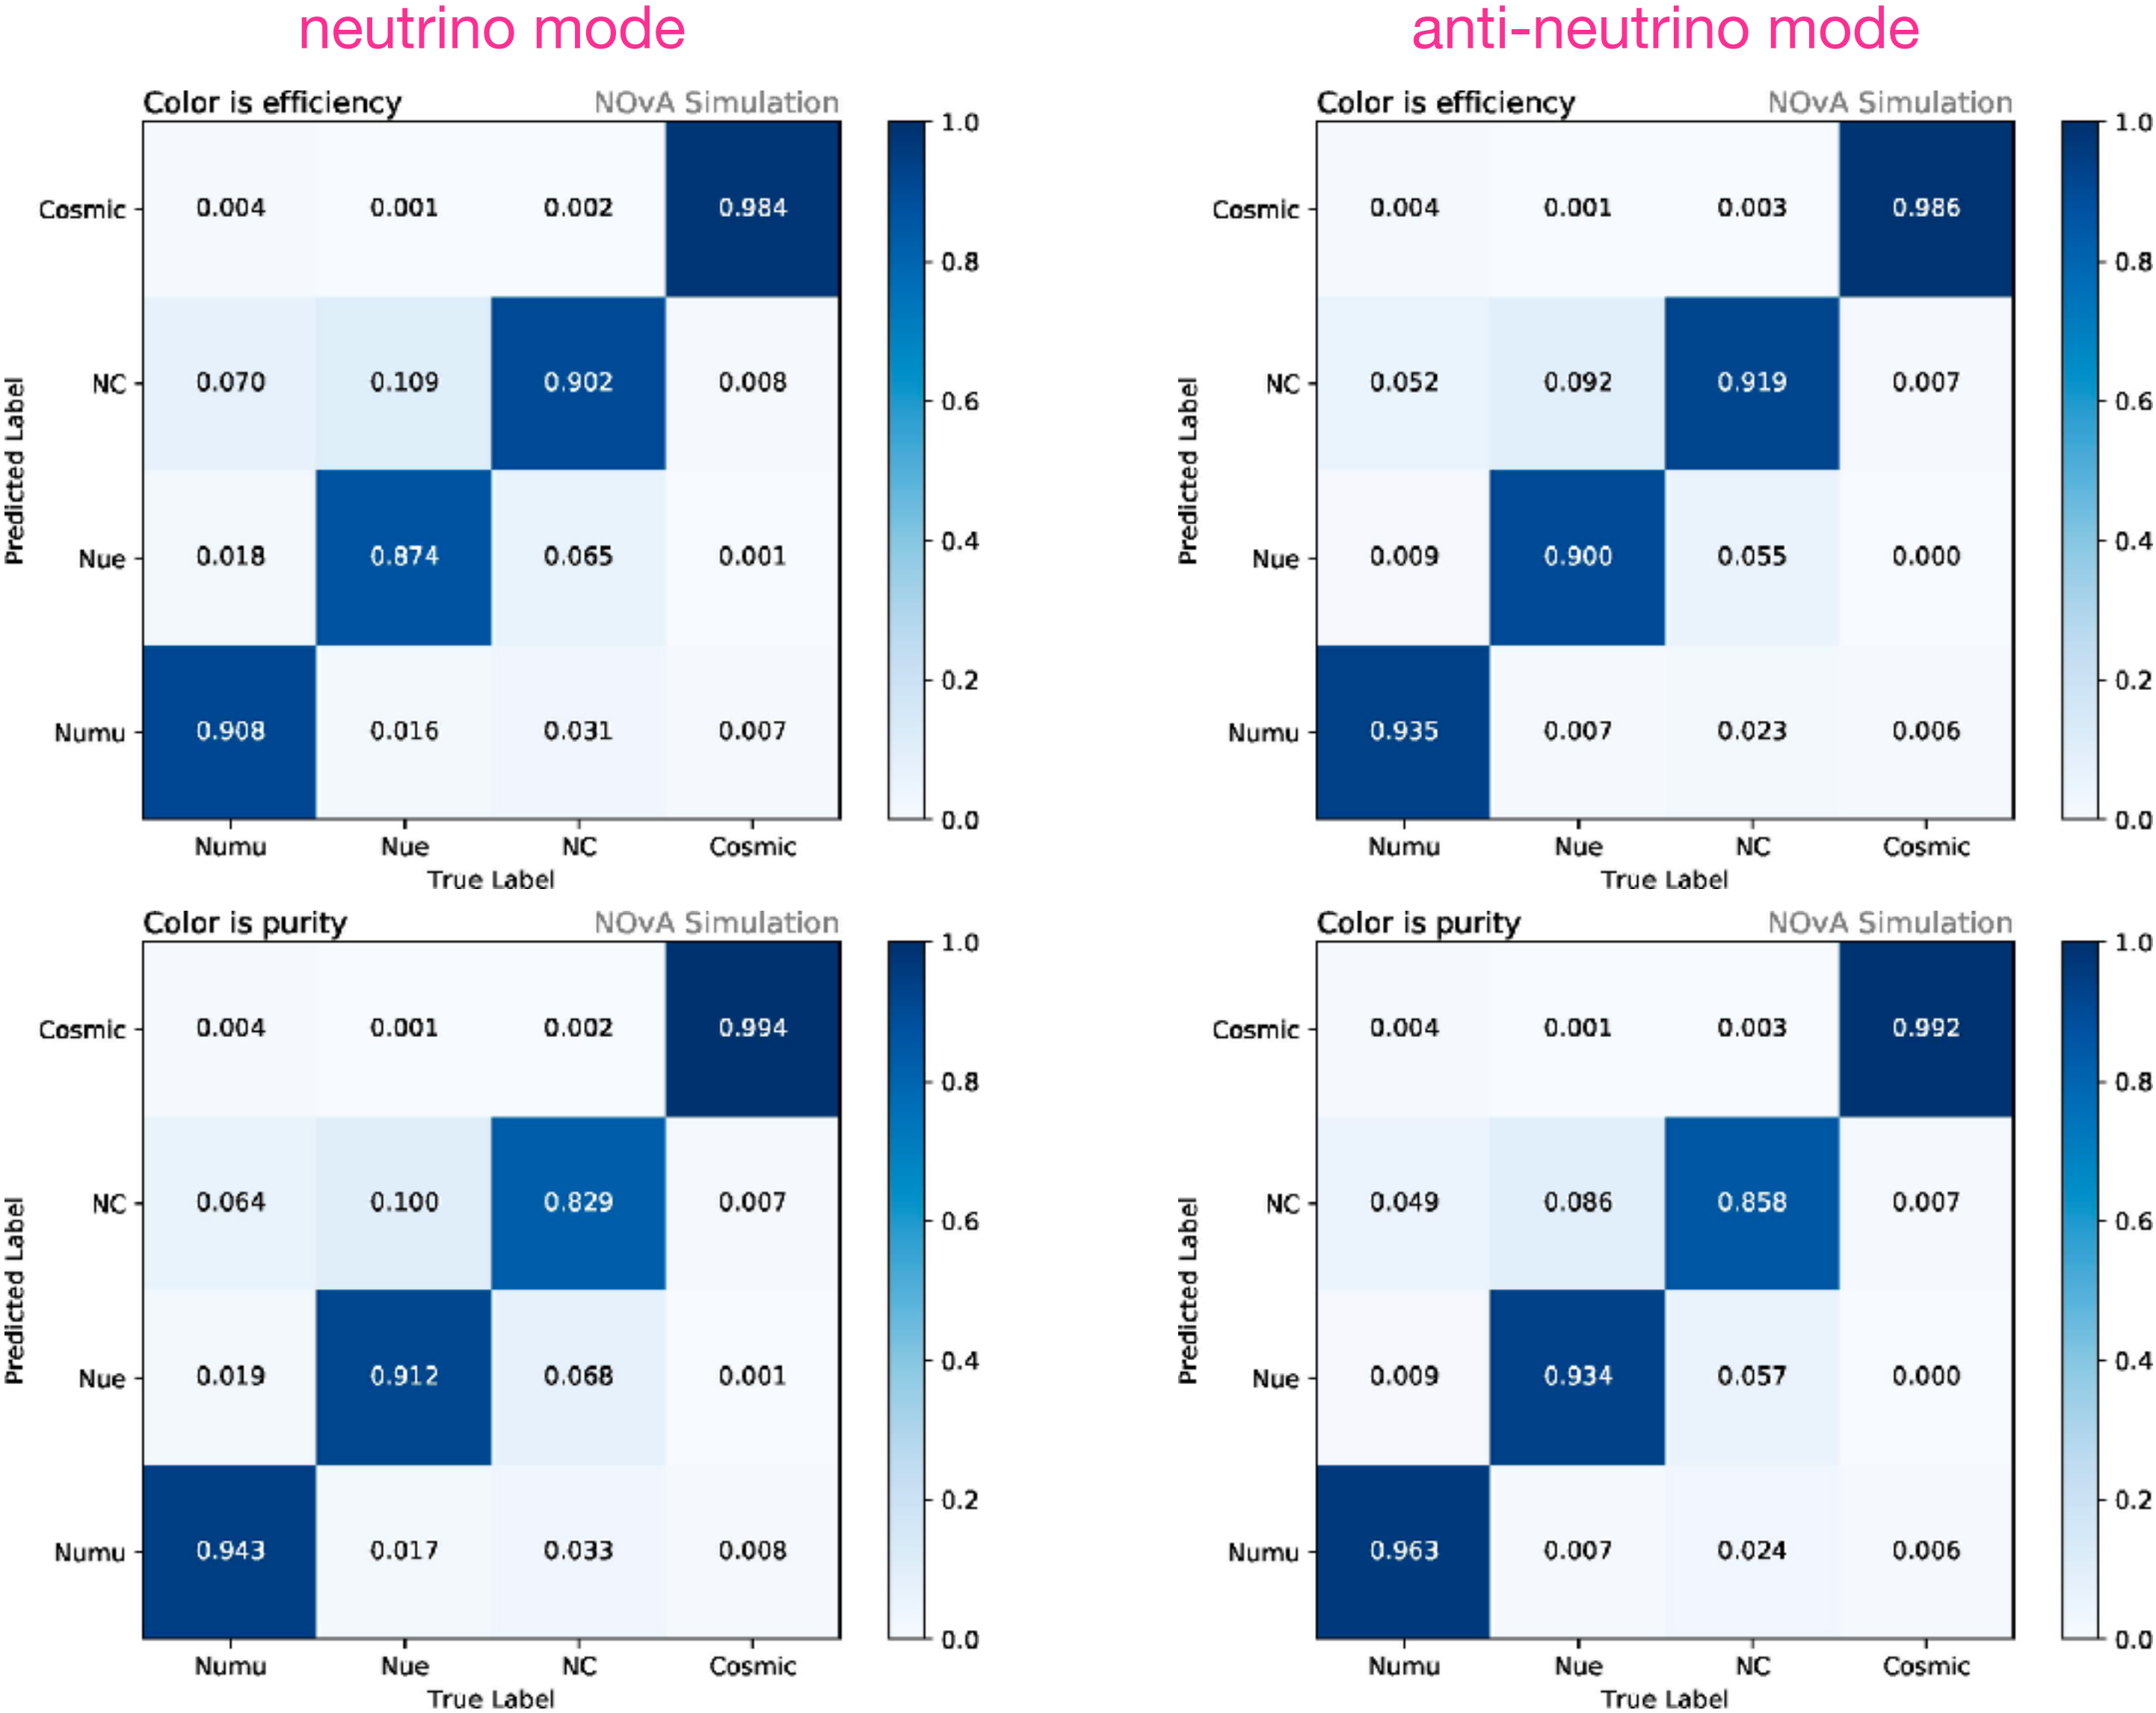 neutrino mode
anti-neutrino mode
Color is efficiency NOvA Simulation
1.0
0.8
0.6
0.4
0.2
0.0
Predicted Label
Cosmic 0.004 0.001 0.002 0.984
NC 0.070 0.109 0.902 0.008
Nue 0.018 0.874 0.065 0.001
Numu 0.908 0.016 0.031 0.007
Numu Nue NC Cosmic
True Label
Color is efficiency NOvA Simulation
1.0
0.8
0.6
0.4
0.2
0.0
Predicted Label
Cosmic 0.004 0.001 0.003 0.986
NC 0.052 0.092 0.919 0.007
Nue 0.009 0.900 0.055 0.000
Numu 0.935 0.007 0.023 0.006
Numu Nue NC Cosmic
True Label
Color is purity NOvA Simulation
1.0
0.8
0.6
0.4
0.2
0.0
Predicted Label
Cosmic 0.004 0.001 0.002 0.994
NC 0.064 0.100 0.829 0.007
Nue 0.019 0.912 0.068 0.001
Numu 0.943 0.017 0.033 0.008
Numu Nue NC Cosmic
True Label
Color is purity NOvA Simulation
1.0
0.8
0.6
0.4
0.2
0.0
Predicted Label
Cosmic 0.004 0.001 0.003 0.992
NC 0.049 0.086 0.858 0.007
Nue 0.009 0.934 0.057 0.000
Numu 0.963 0.007 0.024 0.006
Numu Nue NC Cosmic
True Label